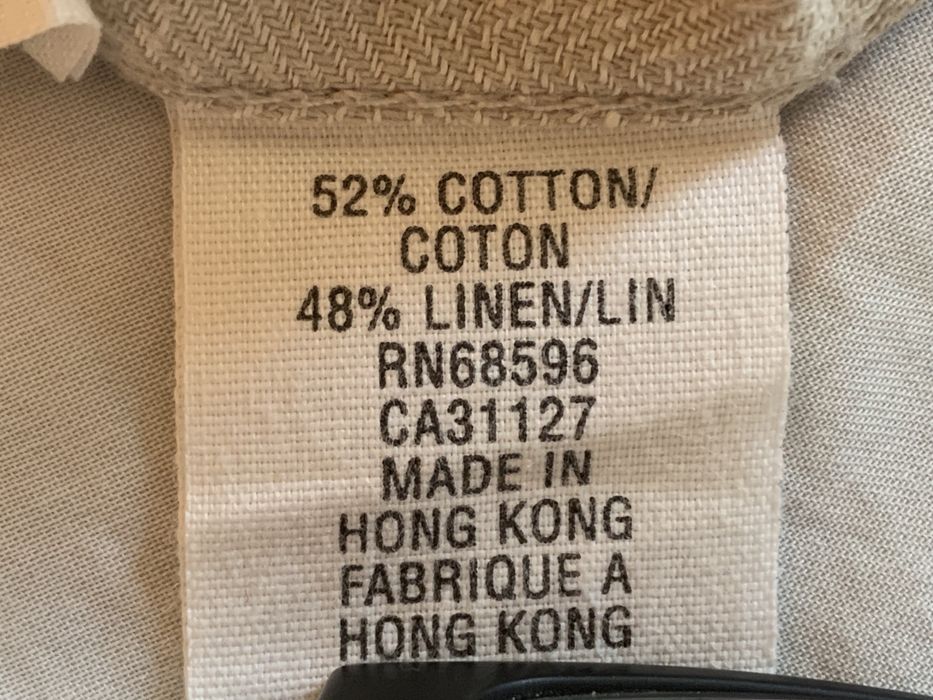 52% COTTON/
COTON
48% LINEN/LIN
RN68596
CA31127
MADE IN
HONG KONG
FABRIQUE A
HONG KONG